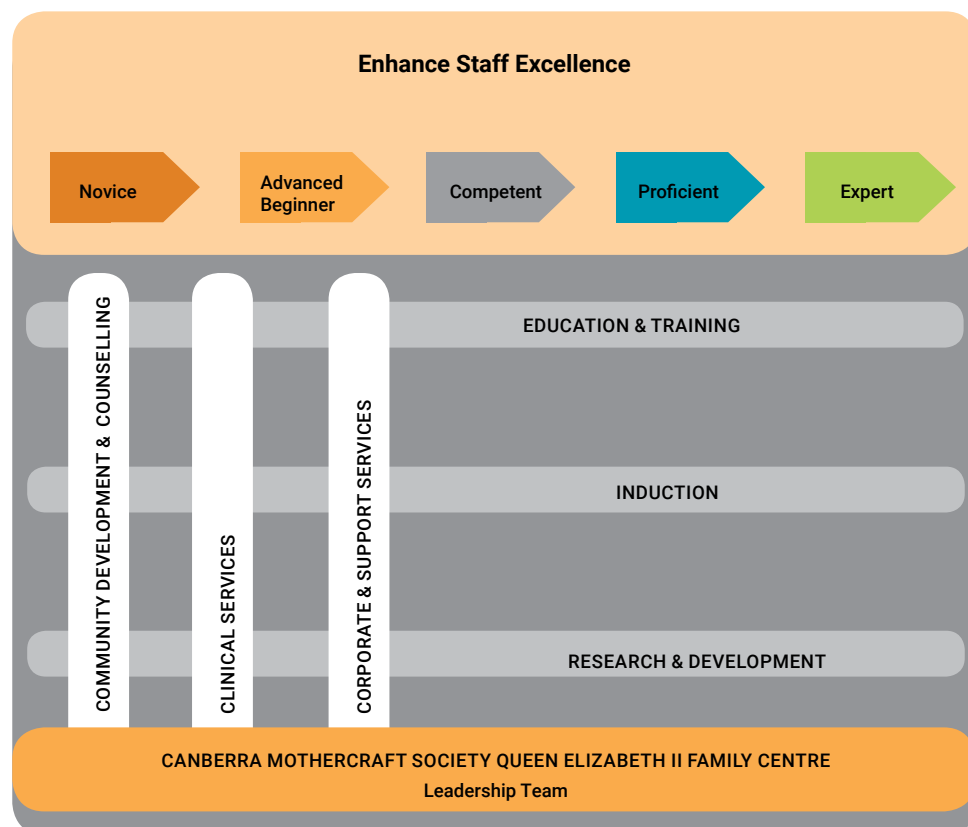 Enhance Staff Excellence
Novice
Advanced
Beginner
Competent
Proficient
Expert
COMMUNITY DEVELOPMENT & COUNSELLING
CLINICAL SERVICES
CORPORATE & SUPPORT SERVICES
EDUCATION & TRAINING
INDUCTION
RESEARCH & DEVELOPMENT
CANBERRA MOTHERCRAFT SOCIETY QUEEN ELIZABETH II FAMILY CENTRE
Leadership Team